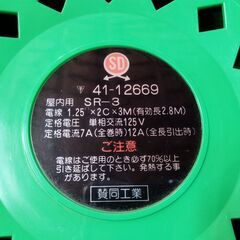 SD
〒 41-12669
屋内用 SR-3
電線 1.25□×2C×3M(有効長2.8M)
定格電圧 単相交流125V
定格電流7A(全巻時)12A(全長引出時)
ご注意
電線はご使用のとき必ず70%以上
引き延ばして下さい。発熱する事
があります。
賛同工業